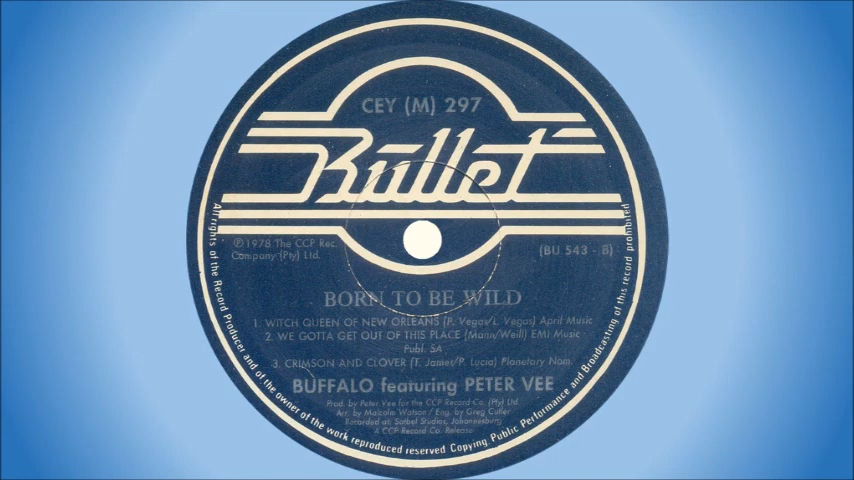 CEY (M) 297
Bullet
℗1978 The CCP Rec.
Company (Pty) Ltd.
(BU 543 - B)
BORN TO BE WILD
1. WITCH QUEEN OF NEW ORLEANS (P. Vegas/L. Vegas) April Music
2. WE GOTTA GET OUT OF THIS PLACE (Mann/Weill) EMI Music
Publ. SA
3. CRIMSON AND CLOVER (T. James/P. Lucia) Planetary Nom.
BUFFALO featuring PETER VEE
Prod. by Peter Vee for the CCP Record Co. (Pty) Ltd.
Arr. by Malcolm Watson / Eng. by Greg Cutler
Recorded at: Satbel Studios, Johannesburg
A CCP Record Co. Release
All rights of the Record Producer and of the owner of the work reproduced reserved Copying, Public Performance and Broadcasting of this record prohibited